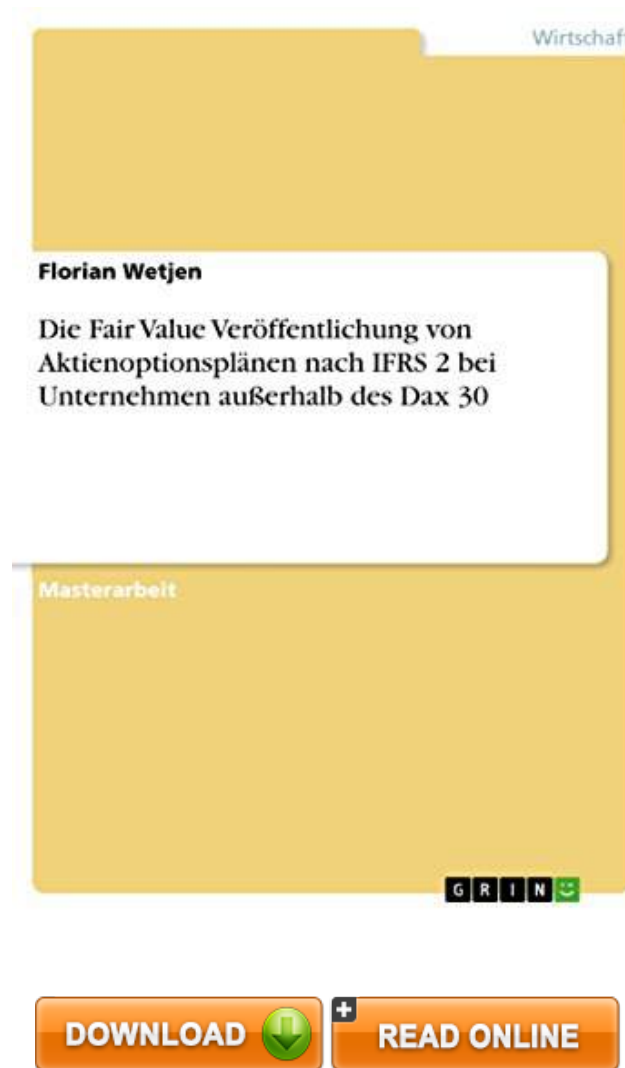 Wirtschaft
Florian Wetjen
Die Fair Value Veröffentlichung von
Aktienoptionsplänen nach IFRS 2 bei
Unternehmen außerhalb des Dax 30
Masterarbeit
GRIN
DOWNLOAD
READ ONLINE